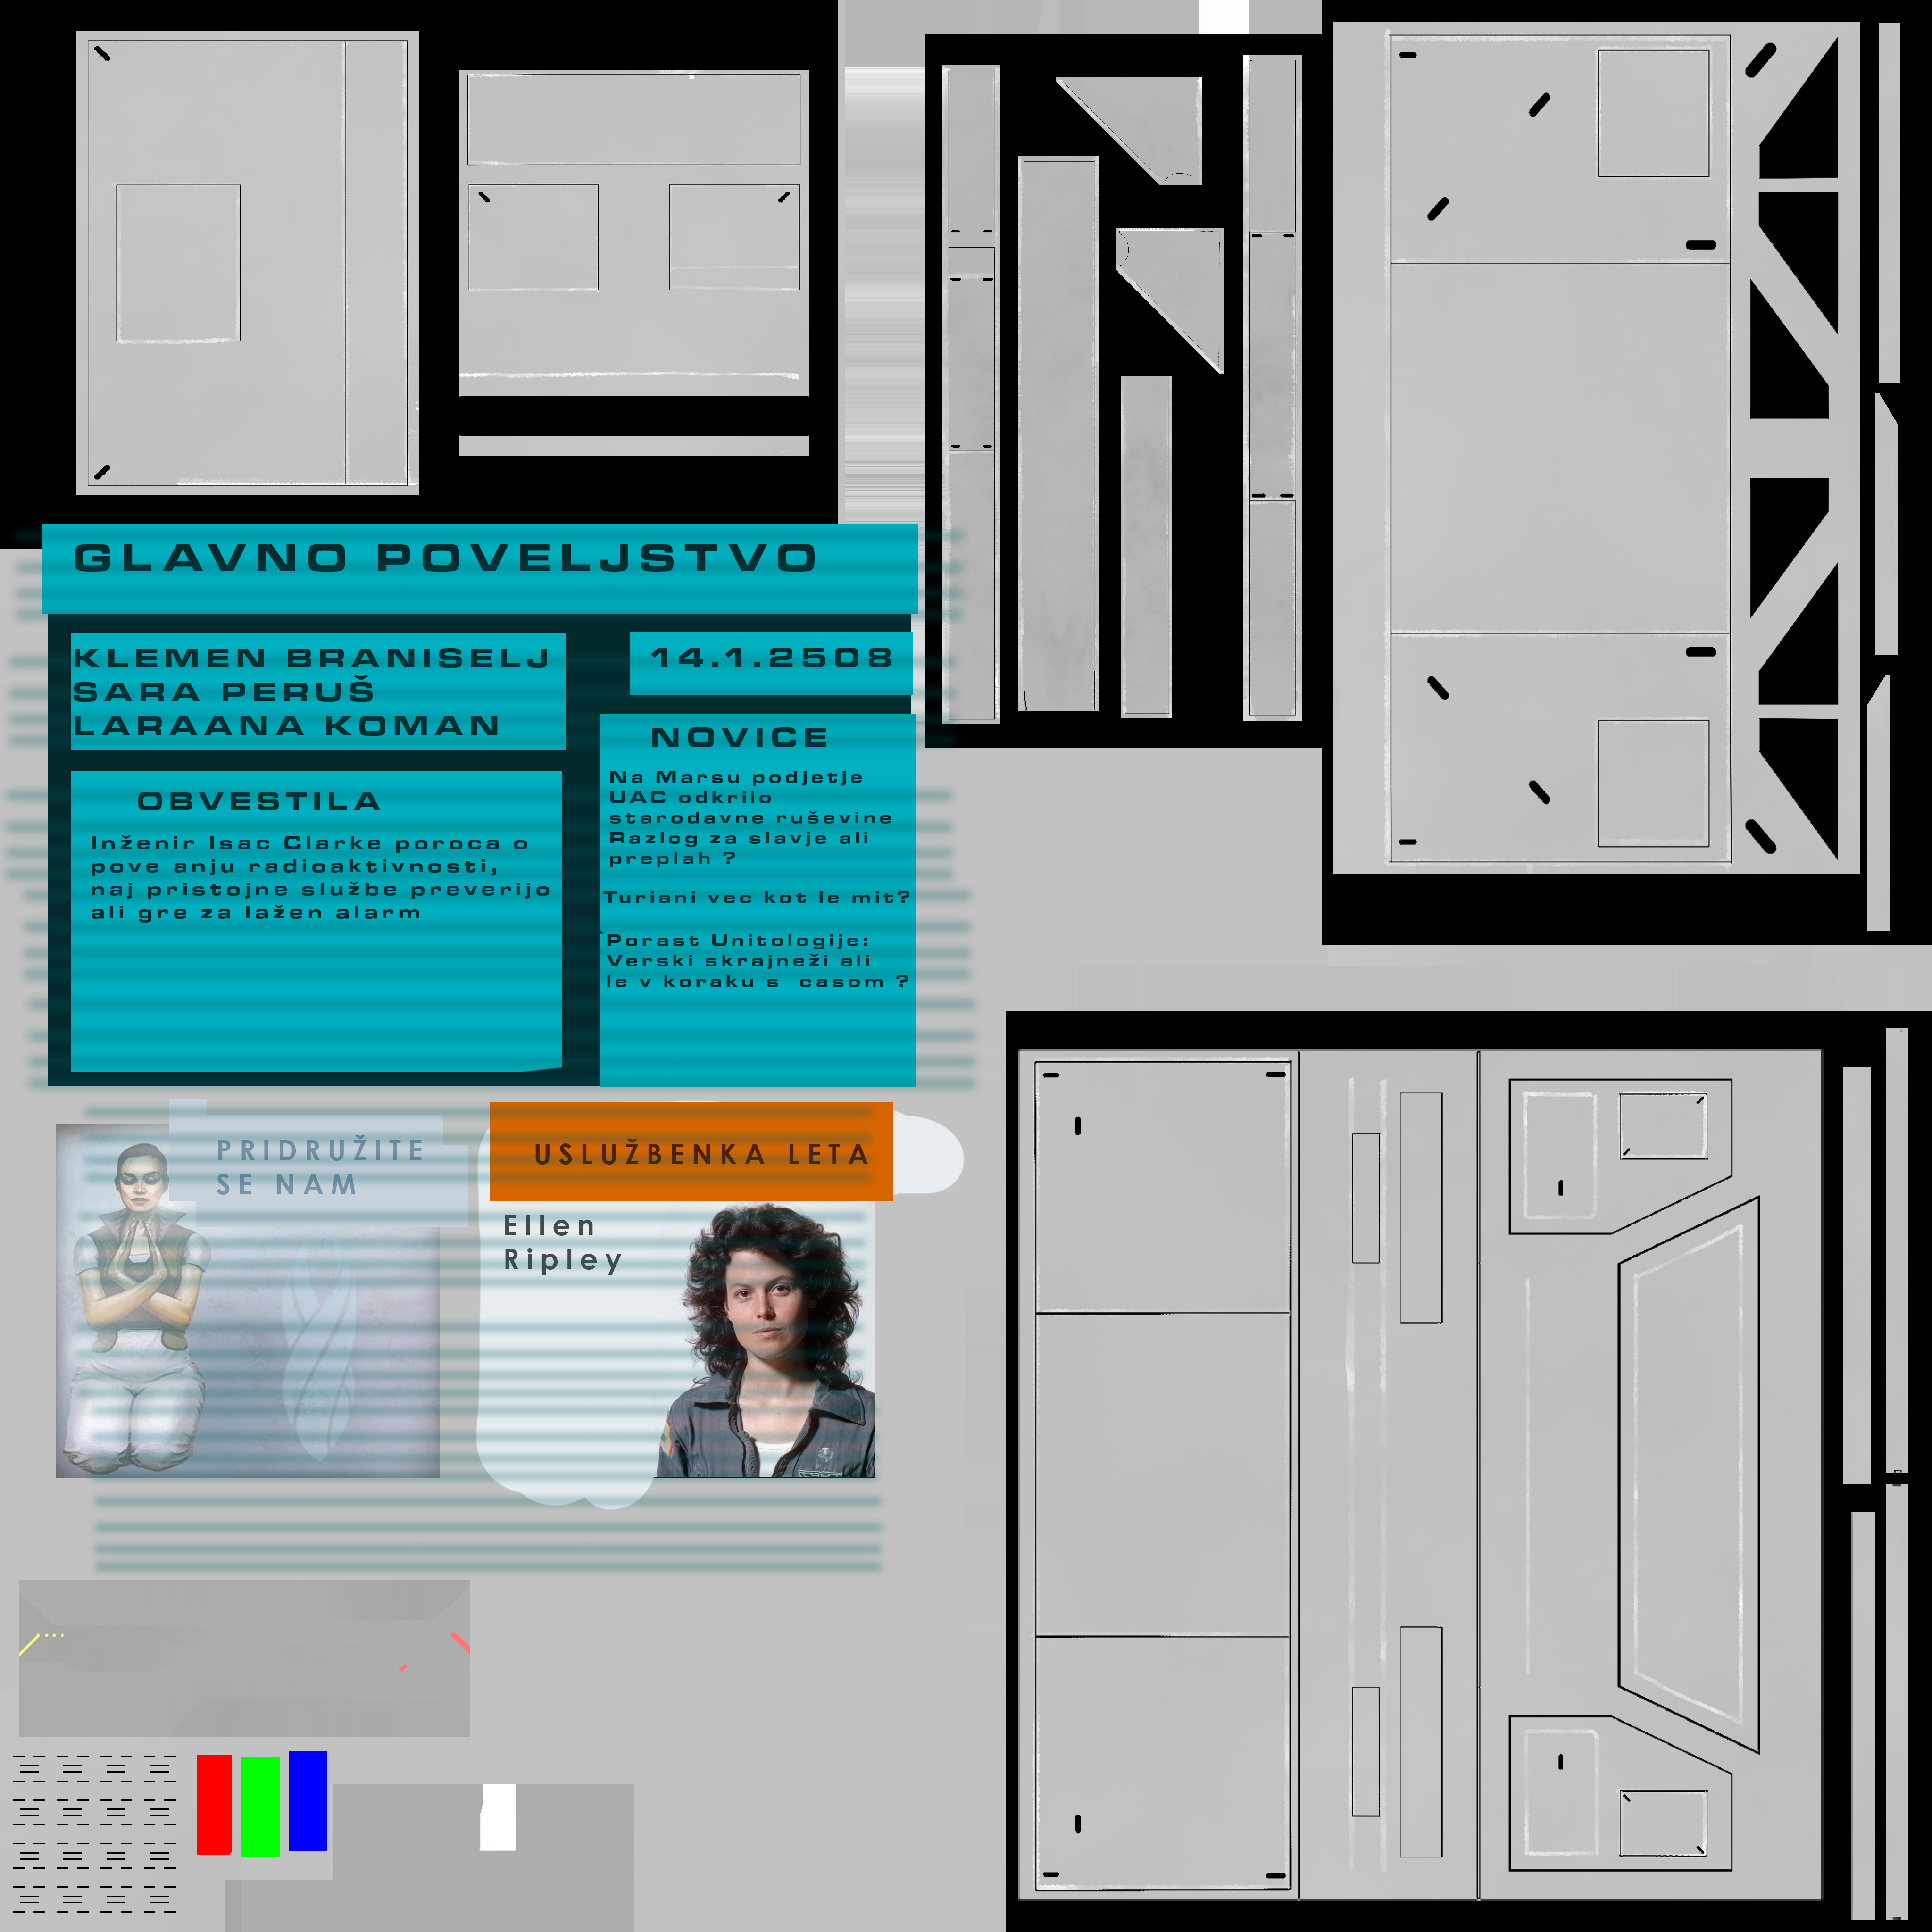 GLAVNO POVELJSTVO
KLEMEN BRANISELJ
SARA PERUŠ
LARAANA KOMAN
14.1.2508
OBVESTILA
Inženir Isac Clarke poroca o
pove anju radioaktivnosti,
naj pristojne službe preverijo
ali gre za lažen alarm
NOVICE
Na Marsu podjetje
UAC odkrilo
starodavne ruševine
Razlog za slavje ali
preplah ?
Turiani vec kot le mit?
Porast Unitologije:
Verski skrajneži ali
le v koraku s casom ?
PRIDRUŽITE
SE NAM
USLUŽBENKA LETA
Ellen
Ripley